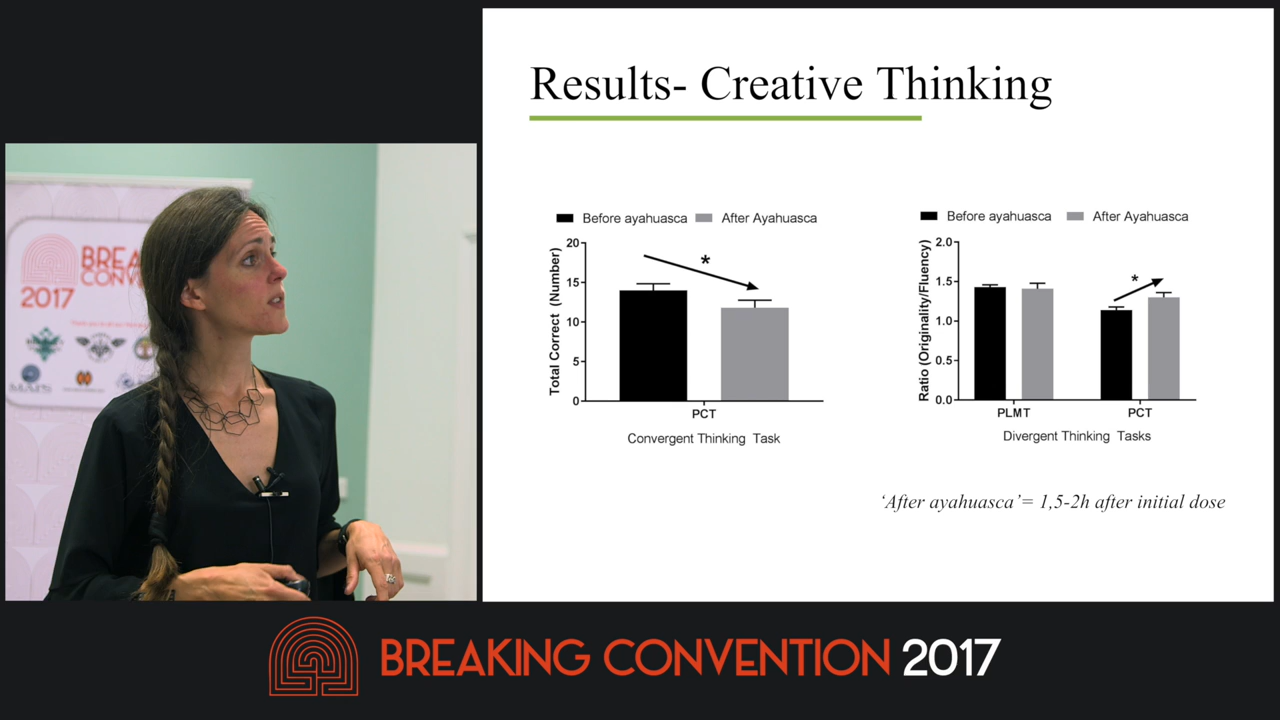 Results- Creative Thinking
Before ayahuasca After Ayahuasca
20
15
10
5
0
Total Correct (Number)
PCT
Convergent Thinking Task
Before ayahuasca After Ayahuasca
2.0
1.5
1.0
0.5
0.0
Ratio (Originality/Fluency)
*
*
PLMT PCT
Divergent Thinking Tasks
‘After ayahuasca’= 1,5-2h after initial dose
BREA
CONV
2017
BREAKING CONVENTION 2017